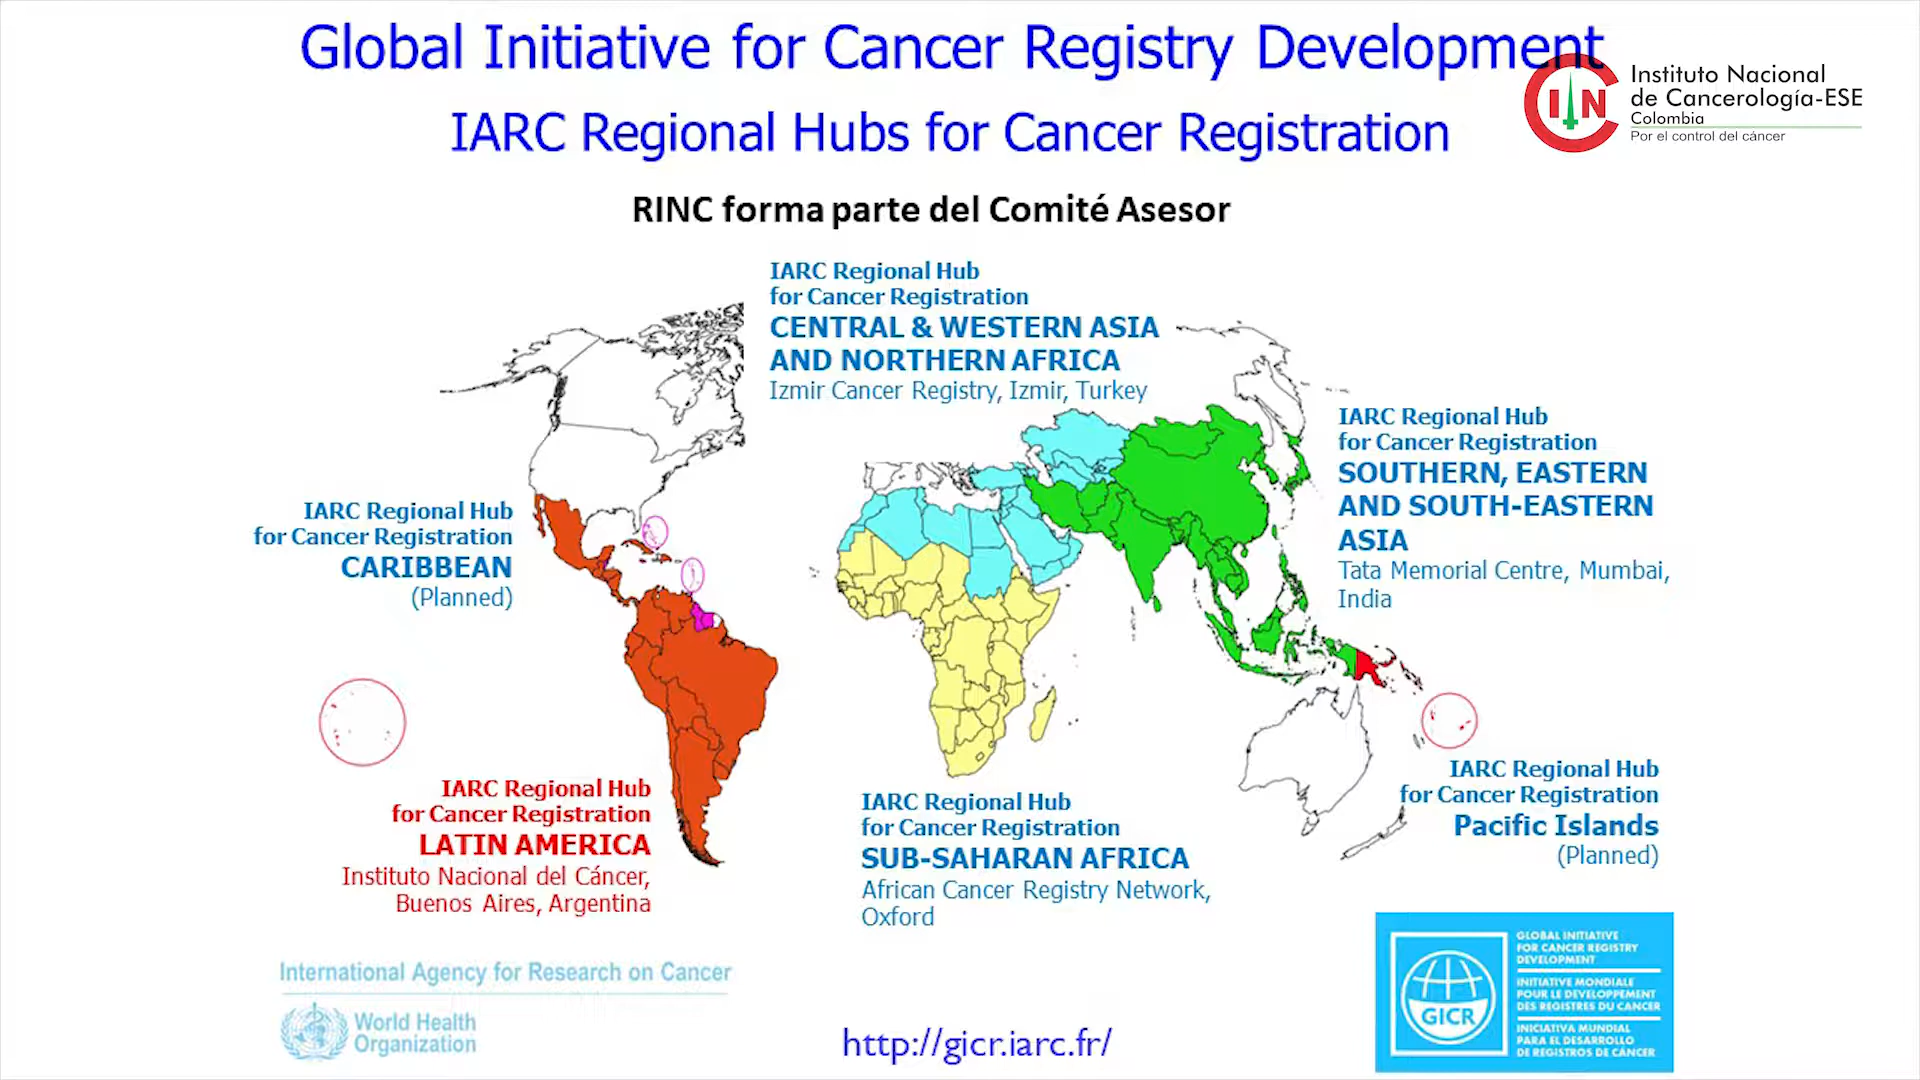 Global Initiative for Cancer Registry Development
IARC Regional Hubs for Cancer Registration
Instituto Nacional
de Cancerología-ESE
Colombia
Por el control del cáncer
RINC forma parte del Comité Asesor
IARC Regional Hub
for Cancer Registration
CENTRAL & WESTERN ASIA
AND NORTHERN AFRICA
Izmir Cancer Registry, Izmir, Turkey
IARC Regional Hub
for Cancer Registration
SOUTHERN, EASTERN
AND SOUTH-EASTERN
ASIA
Tata Memorial Centre, Mumbai,
India
IARC Regional Hub
for Cancer Registration
CARIBBEAN
(Planned)
IARC Regional Hub
for Cancer Registration
LATIN AMERICA
Instituto Nacional del Cáncer,
Buenos Aires, Argentina
IARC Regional Hub
for Cancer Registration
SUB-SAHARAN AFRICA
African Cancer Registry Network,
Oxford
IARC Regional Hub
for Cancer Registration
Pacific Islands
(Planned)
International Agency for Research on Cancer
World Health
Organization
http://gicr.iarc.fr/
GICR
GLOBAL INITIATIVE
FOR CANCER REGISTRY
DEVELOPMENT
INITIATIVE MONDIALE
POUR LE DEVELOPPEMENT
DES REGISTRES DU CANCER
INICIATIVA MUNDIAL
PARA EL DESARROLLO
DE REGISTROS DE CÁNCER